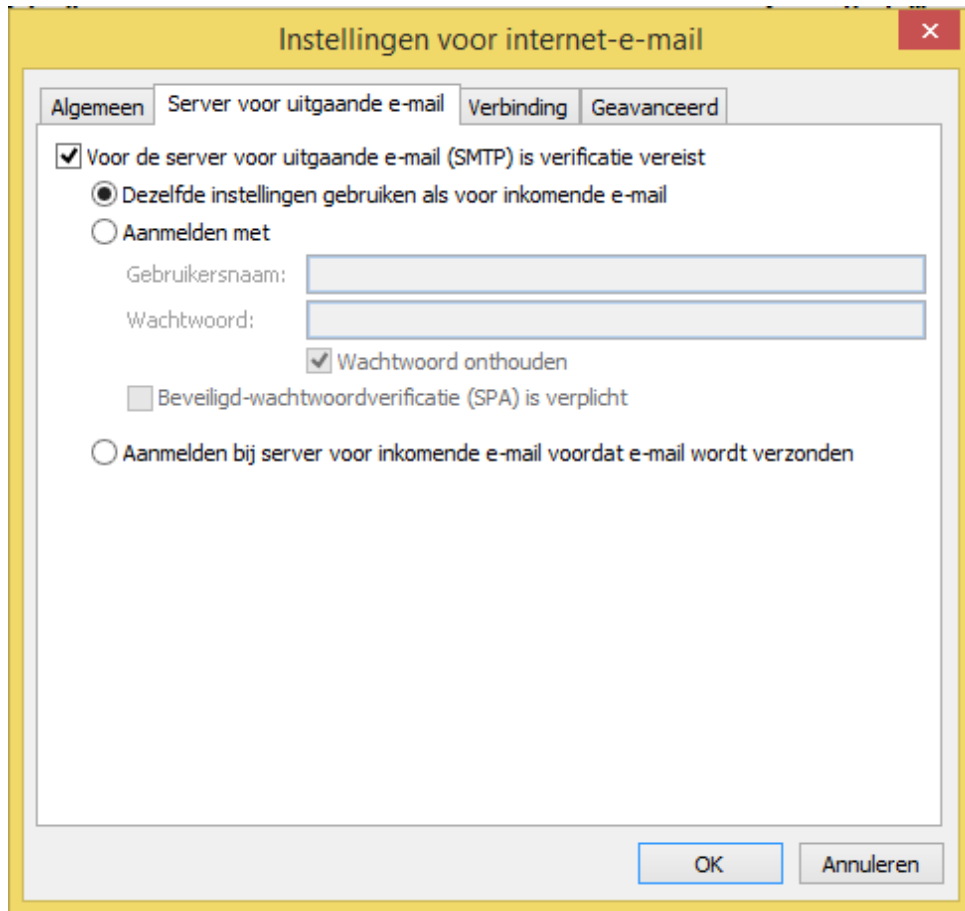 Instellingen voor internet-e-mail
Algemeen Server voor uitgaande e-mail Verbinding Geavanceerd
Voor de server voor uitgaande e-mail (SMTP) is verificatie vereist
Dezelfde instellingen gebruiken als voor inkomende e-mail
Aanmelden met
Gebruikersnaam:
Wachtwoord:
Wachtwoord onthouden
Beveiligd-wachtwoordverificatie (SPA) is verplicht
Aanmelden bij server voor inkomende e-mail voordat e-mail wordt verzonden
OK Annuleren